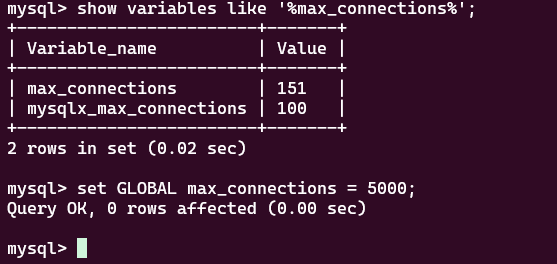 mysql> show variables like '%max_connections%';
+------------------------+-------+
| Variable_name          | Value |
+------------------------+-------+
| max_connections        | 151   |
| mysqlx_max_connections | 100   |
+------------------------+-------+
2 rows in set (0.02 sec)
mysql> set GLOBAL max_connections = 5000;
Query OK, 0 rows affected (0.00 sec)
mysql>